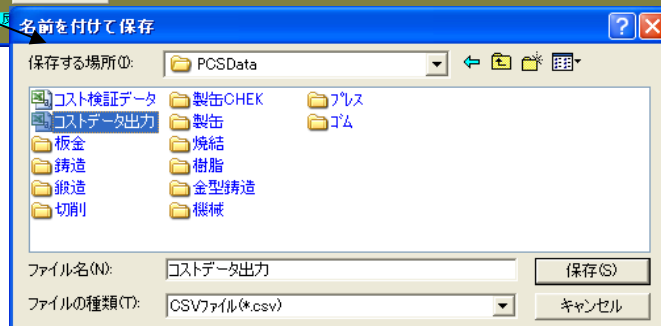 名前を付けて保存
保存する場所(I):
PCSData
コスト検証データ
製缶CHEK
プレス
コストデータ出力
製缶
ゴム
板金
焼結
鋳造
樹脂
鍛造
金型鋳造
切削
機械
ファイル名(N):
コストデータ出力
保存(S)
ファイルの種類(T):
CSVファイル(*.csv)
キャンセル